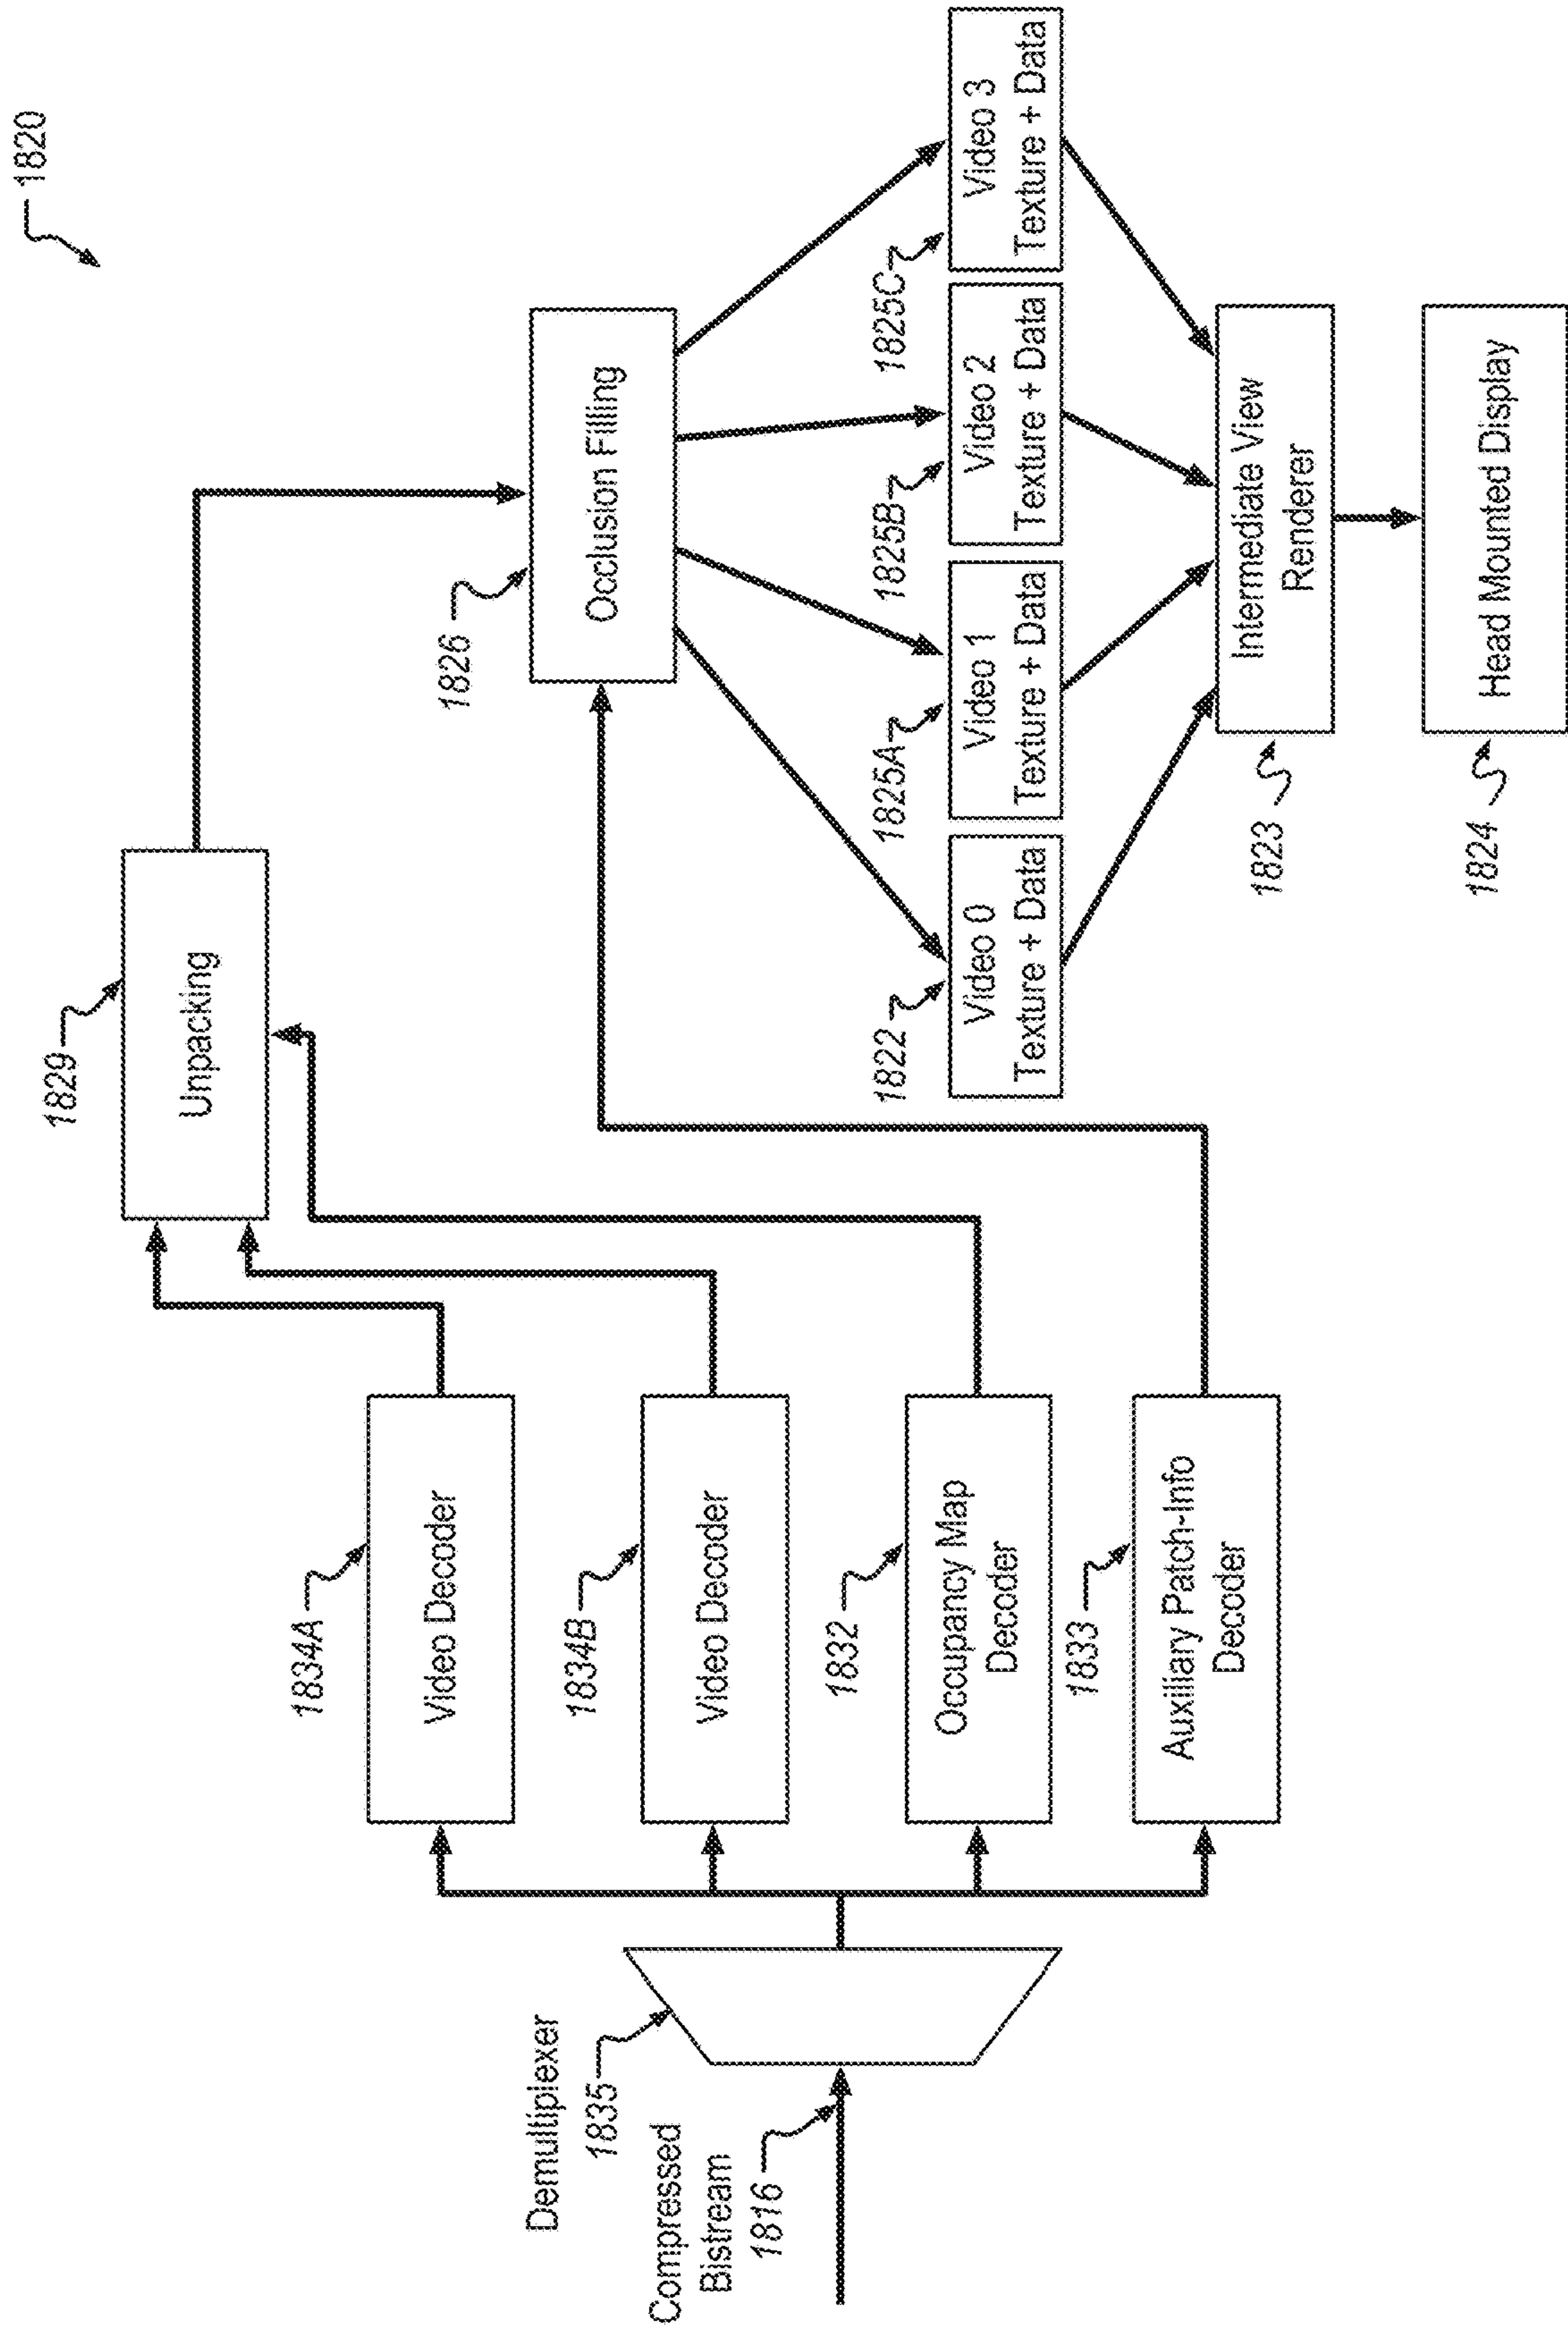 1820
Demultiplexer
1835
Compressed
Bistream
1816
1834A
Video Decoder
1834B
Video Decoder
1832
Occupancy Map
Decoder
1833
Auxiliary Patch-Info
Decoder
1829
Unpacking
1826
Occlusion Filling
1822
Video 0
Texture + Data
1825A
Video 1
Texture + Data
1825B
Video 2
Texture + Data
1825C
Video 3
Texture + Data
1823
Intermediate View
Renderer
1824
Head Mounted Display